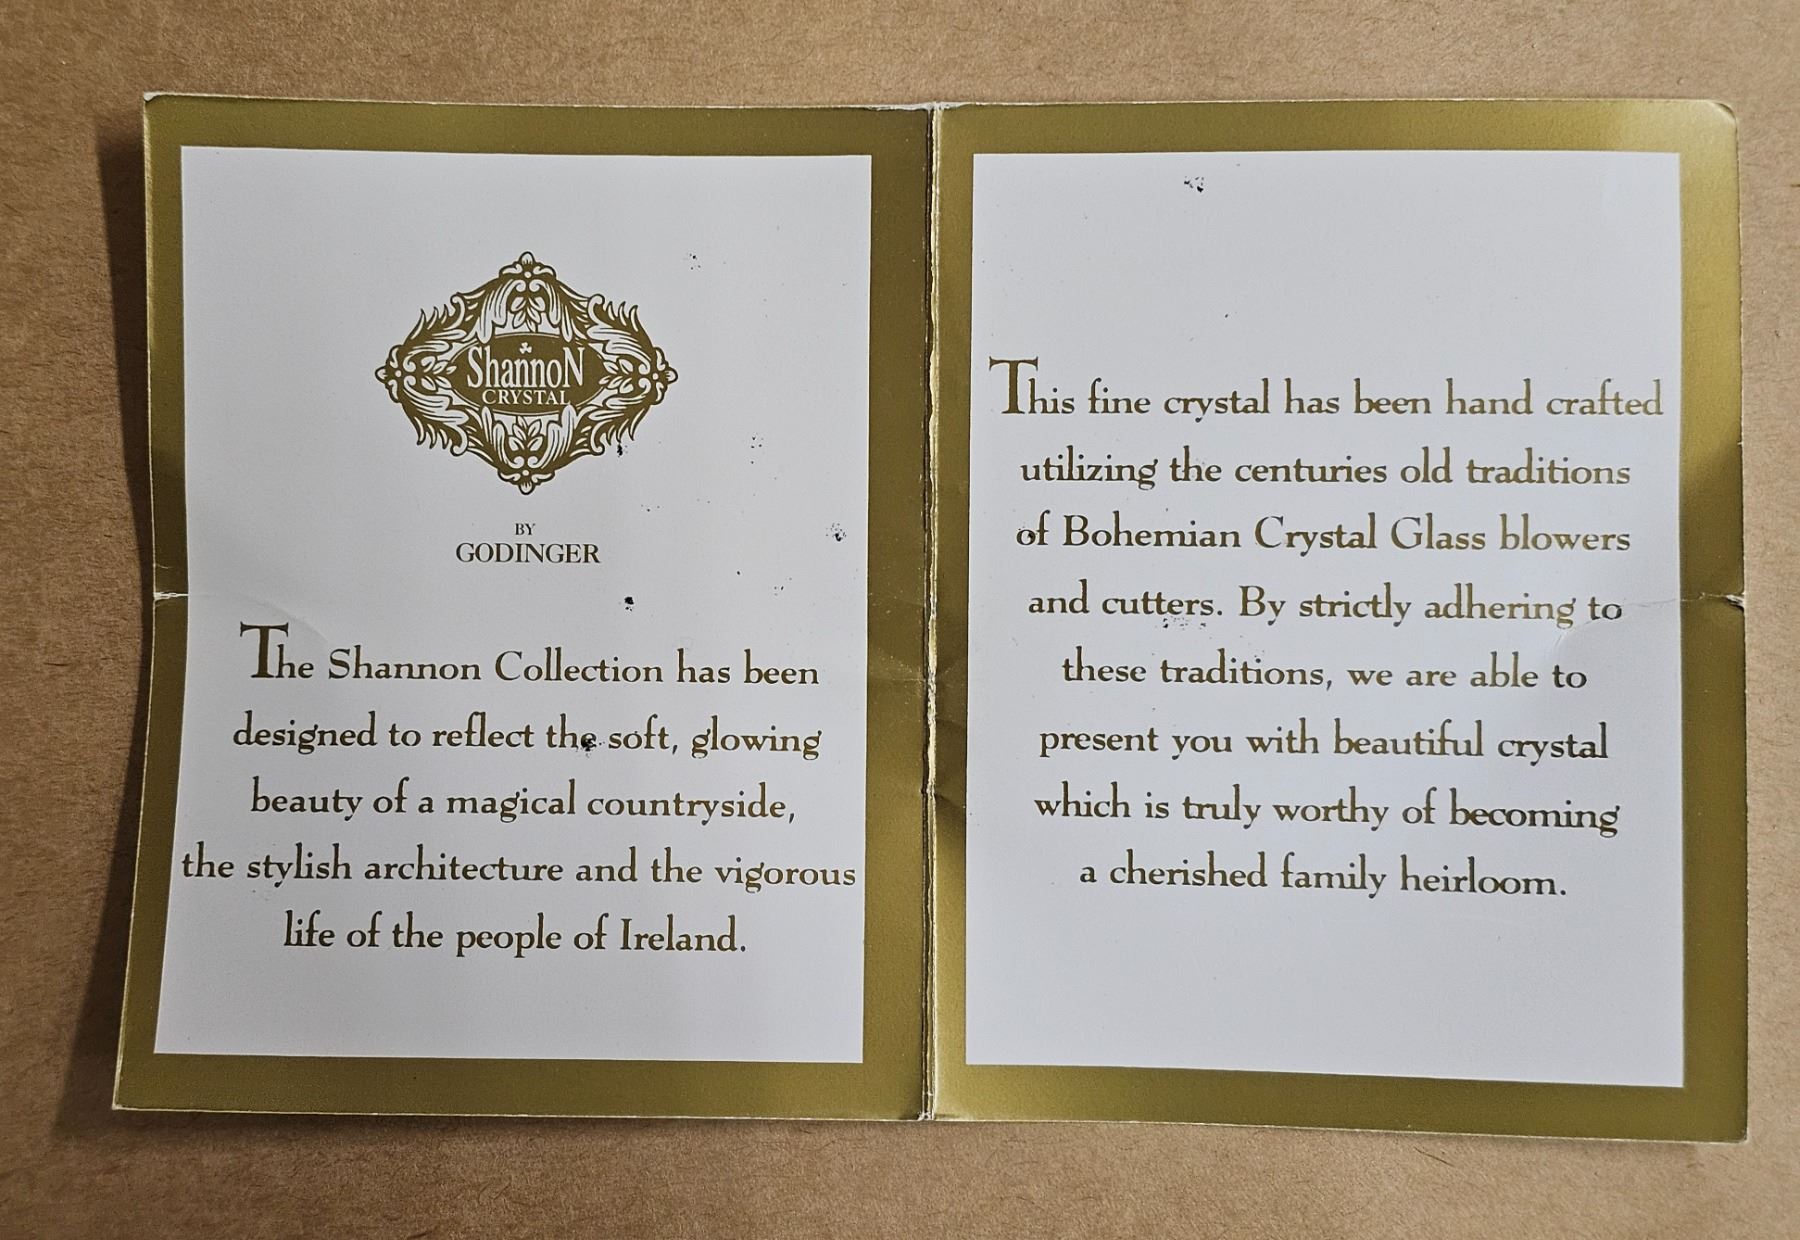 ShannoN
CRYSTAL
BY
GODINGER
The Shannon Collection has been
designed to reflect the soft, glowing
beauty of a magical countryside,
the stylish architecture and the vigorous
life of the people of Ireland.
This fine crystal has been hand crafted
utilizing the centuries old traditions
of Bohemian Crystal Glass blowers
and cutters. By strictly adhering to
these traditions, we are able to
present you with beautiful crystal
which is truly worthy of becoming
a cherished family heirloom.